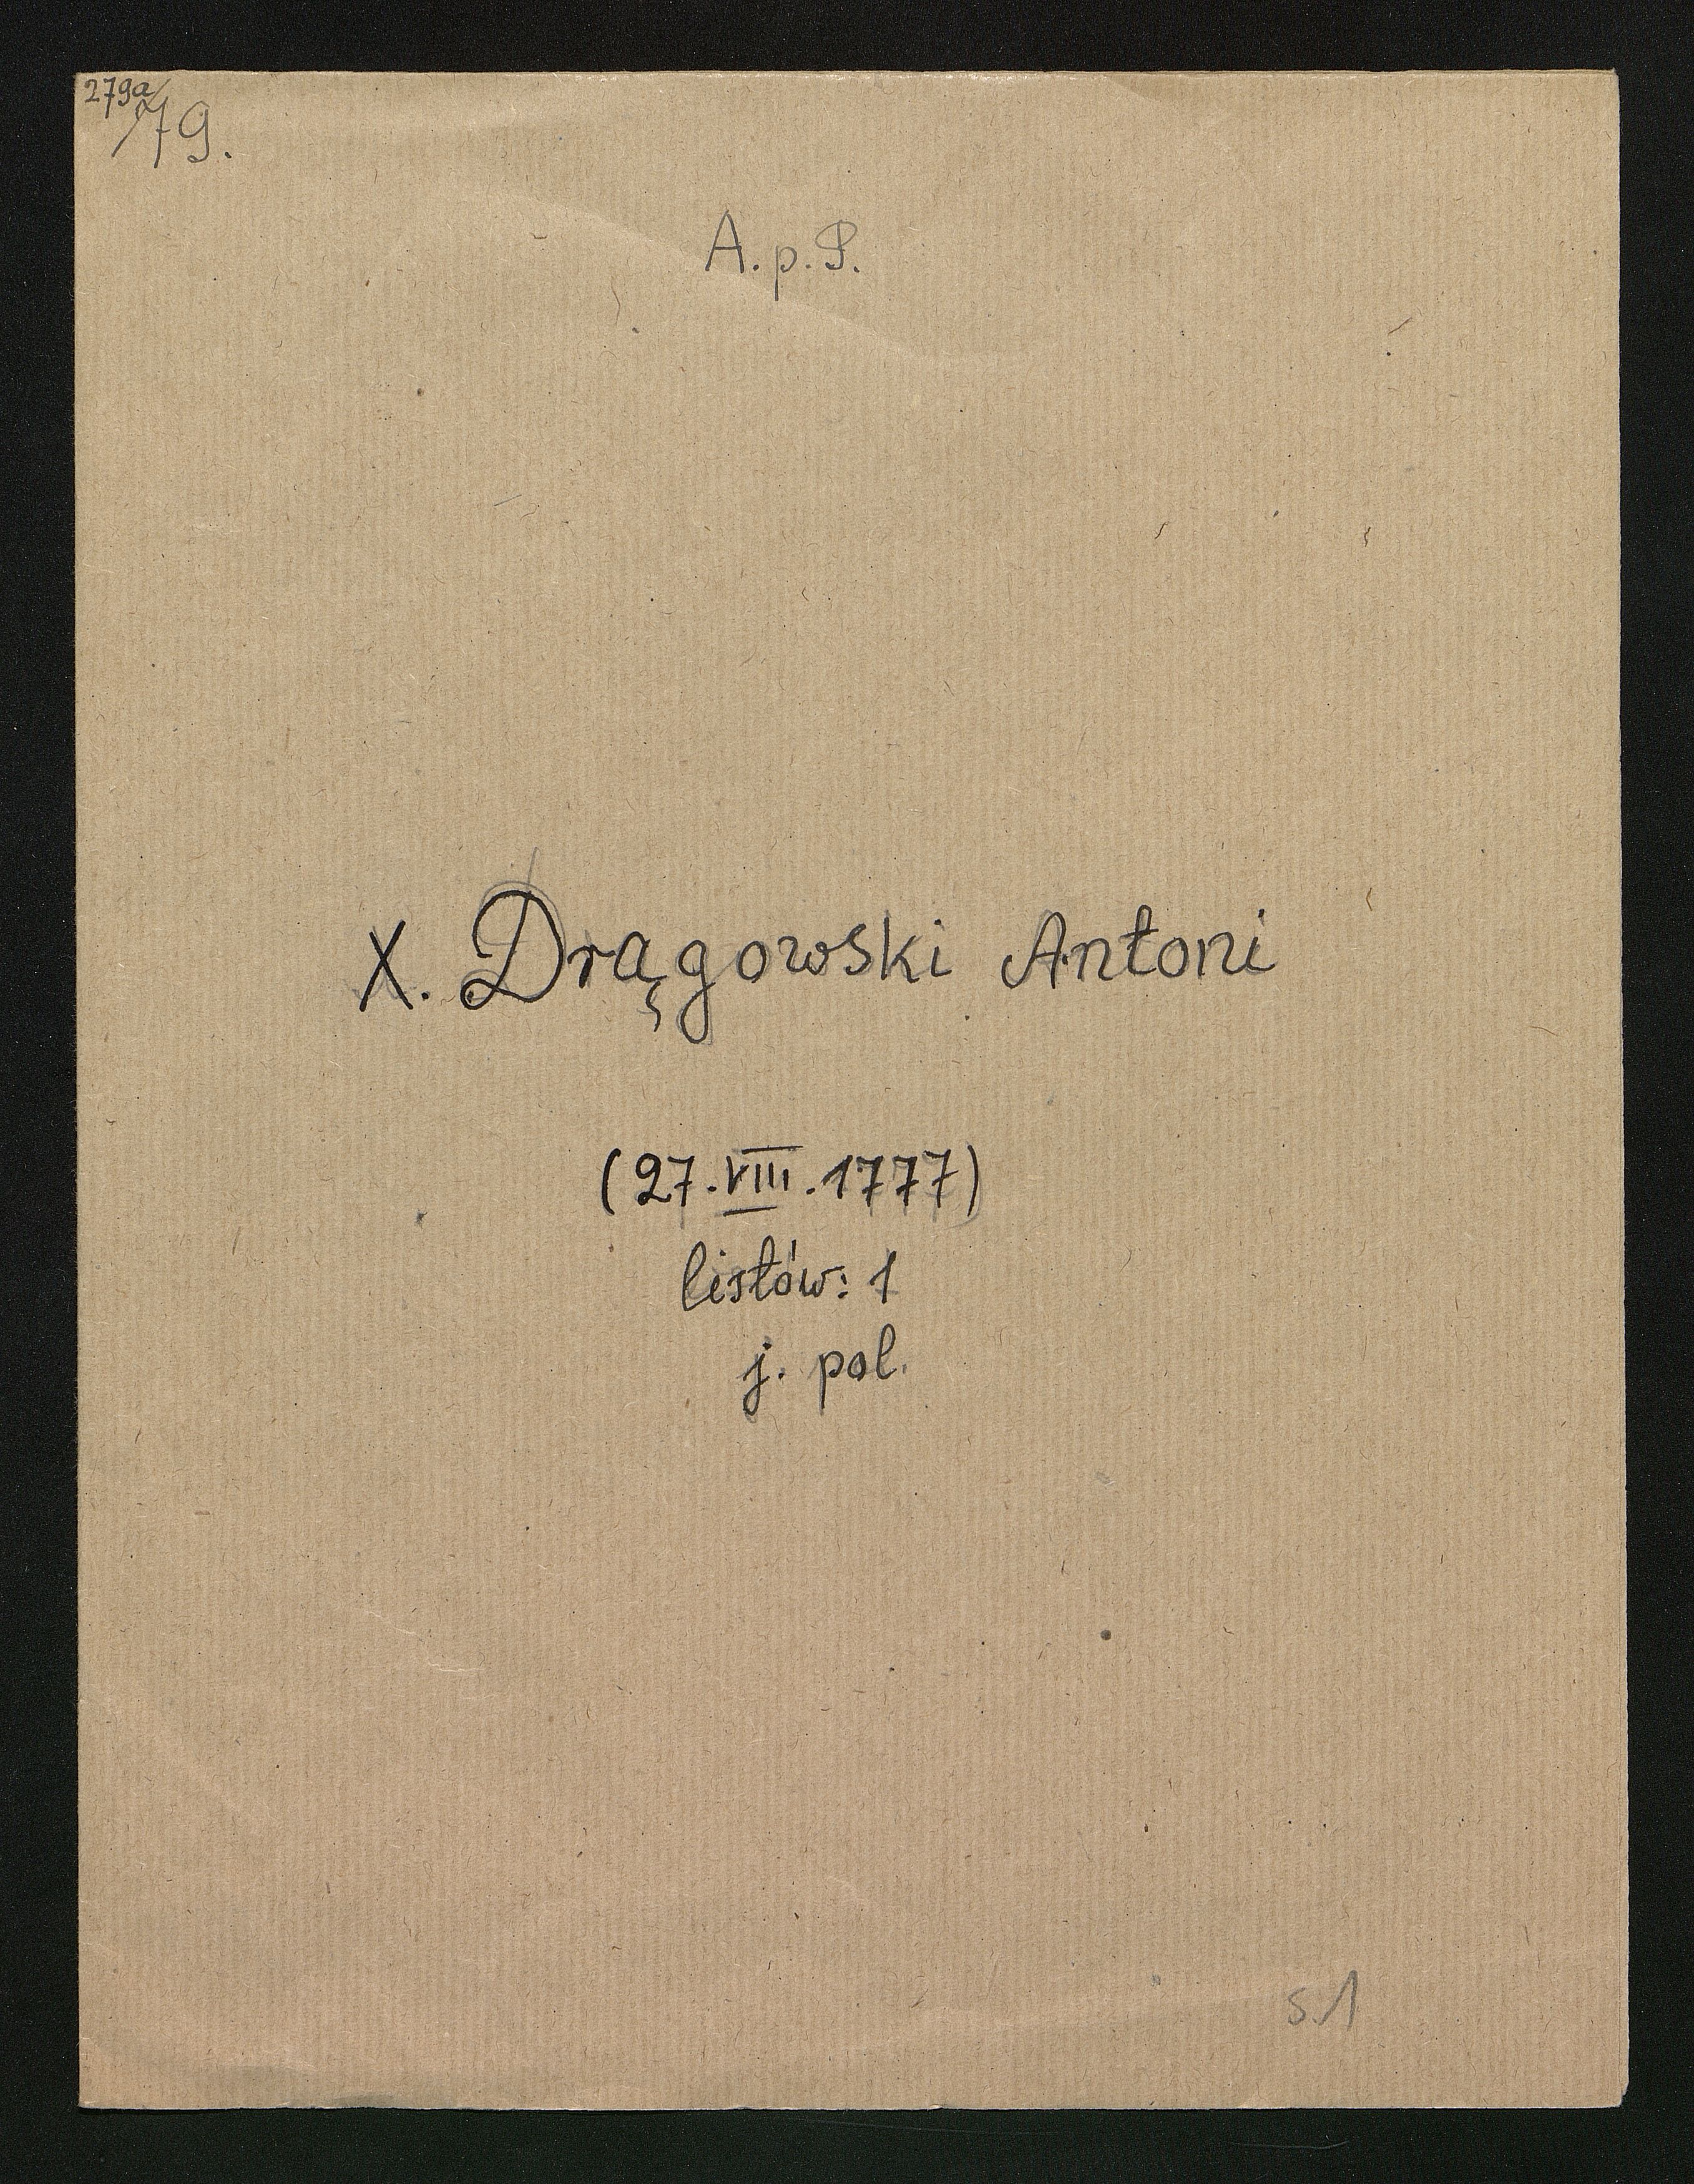 279a/
79.
A.p.P.
X. Drągowski Antoni
(27.VIII.1777)
listów: 1
j. pol.
s.1